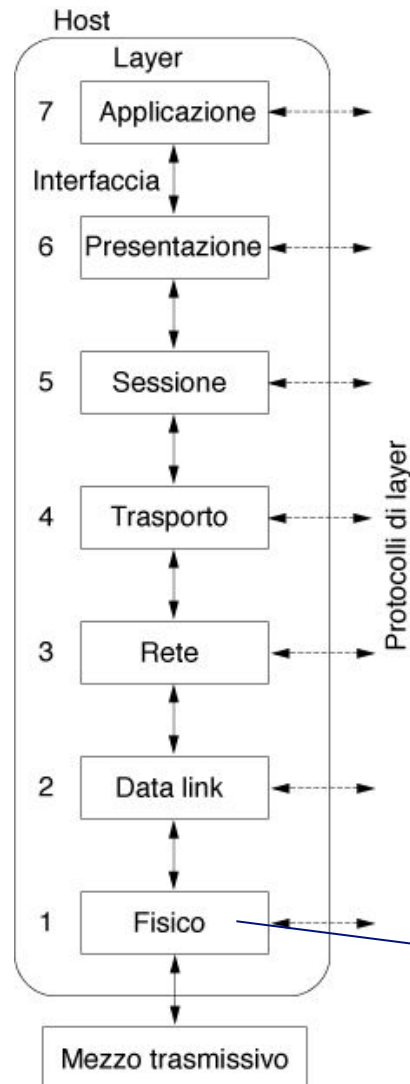 Host
Layer
7 Applicazione
Interfaccia
6 Presentazione
5 Sessione
4 Trasporto
Protocolli di layer
3 Rete
2 Data link
1 Fisico
Mezzo trasmissivo